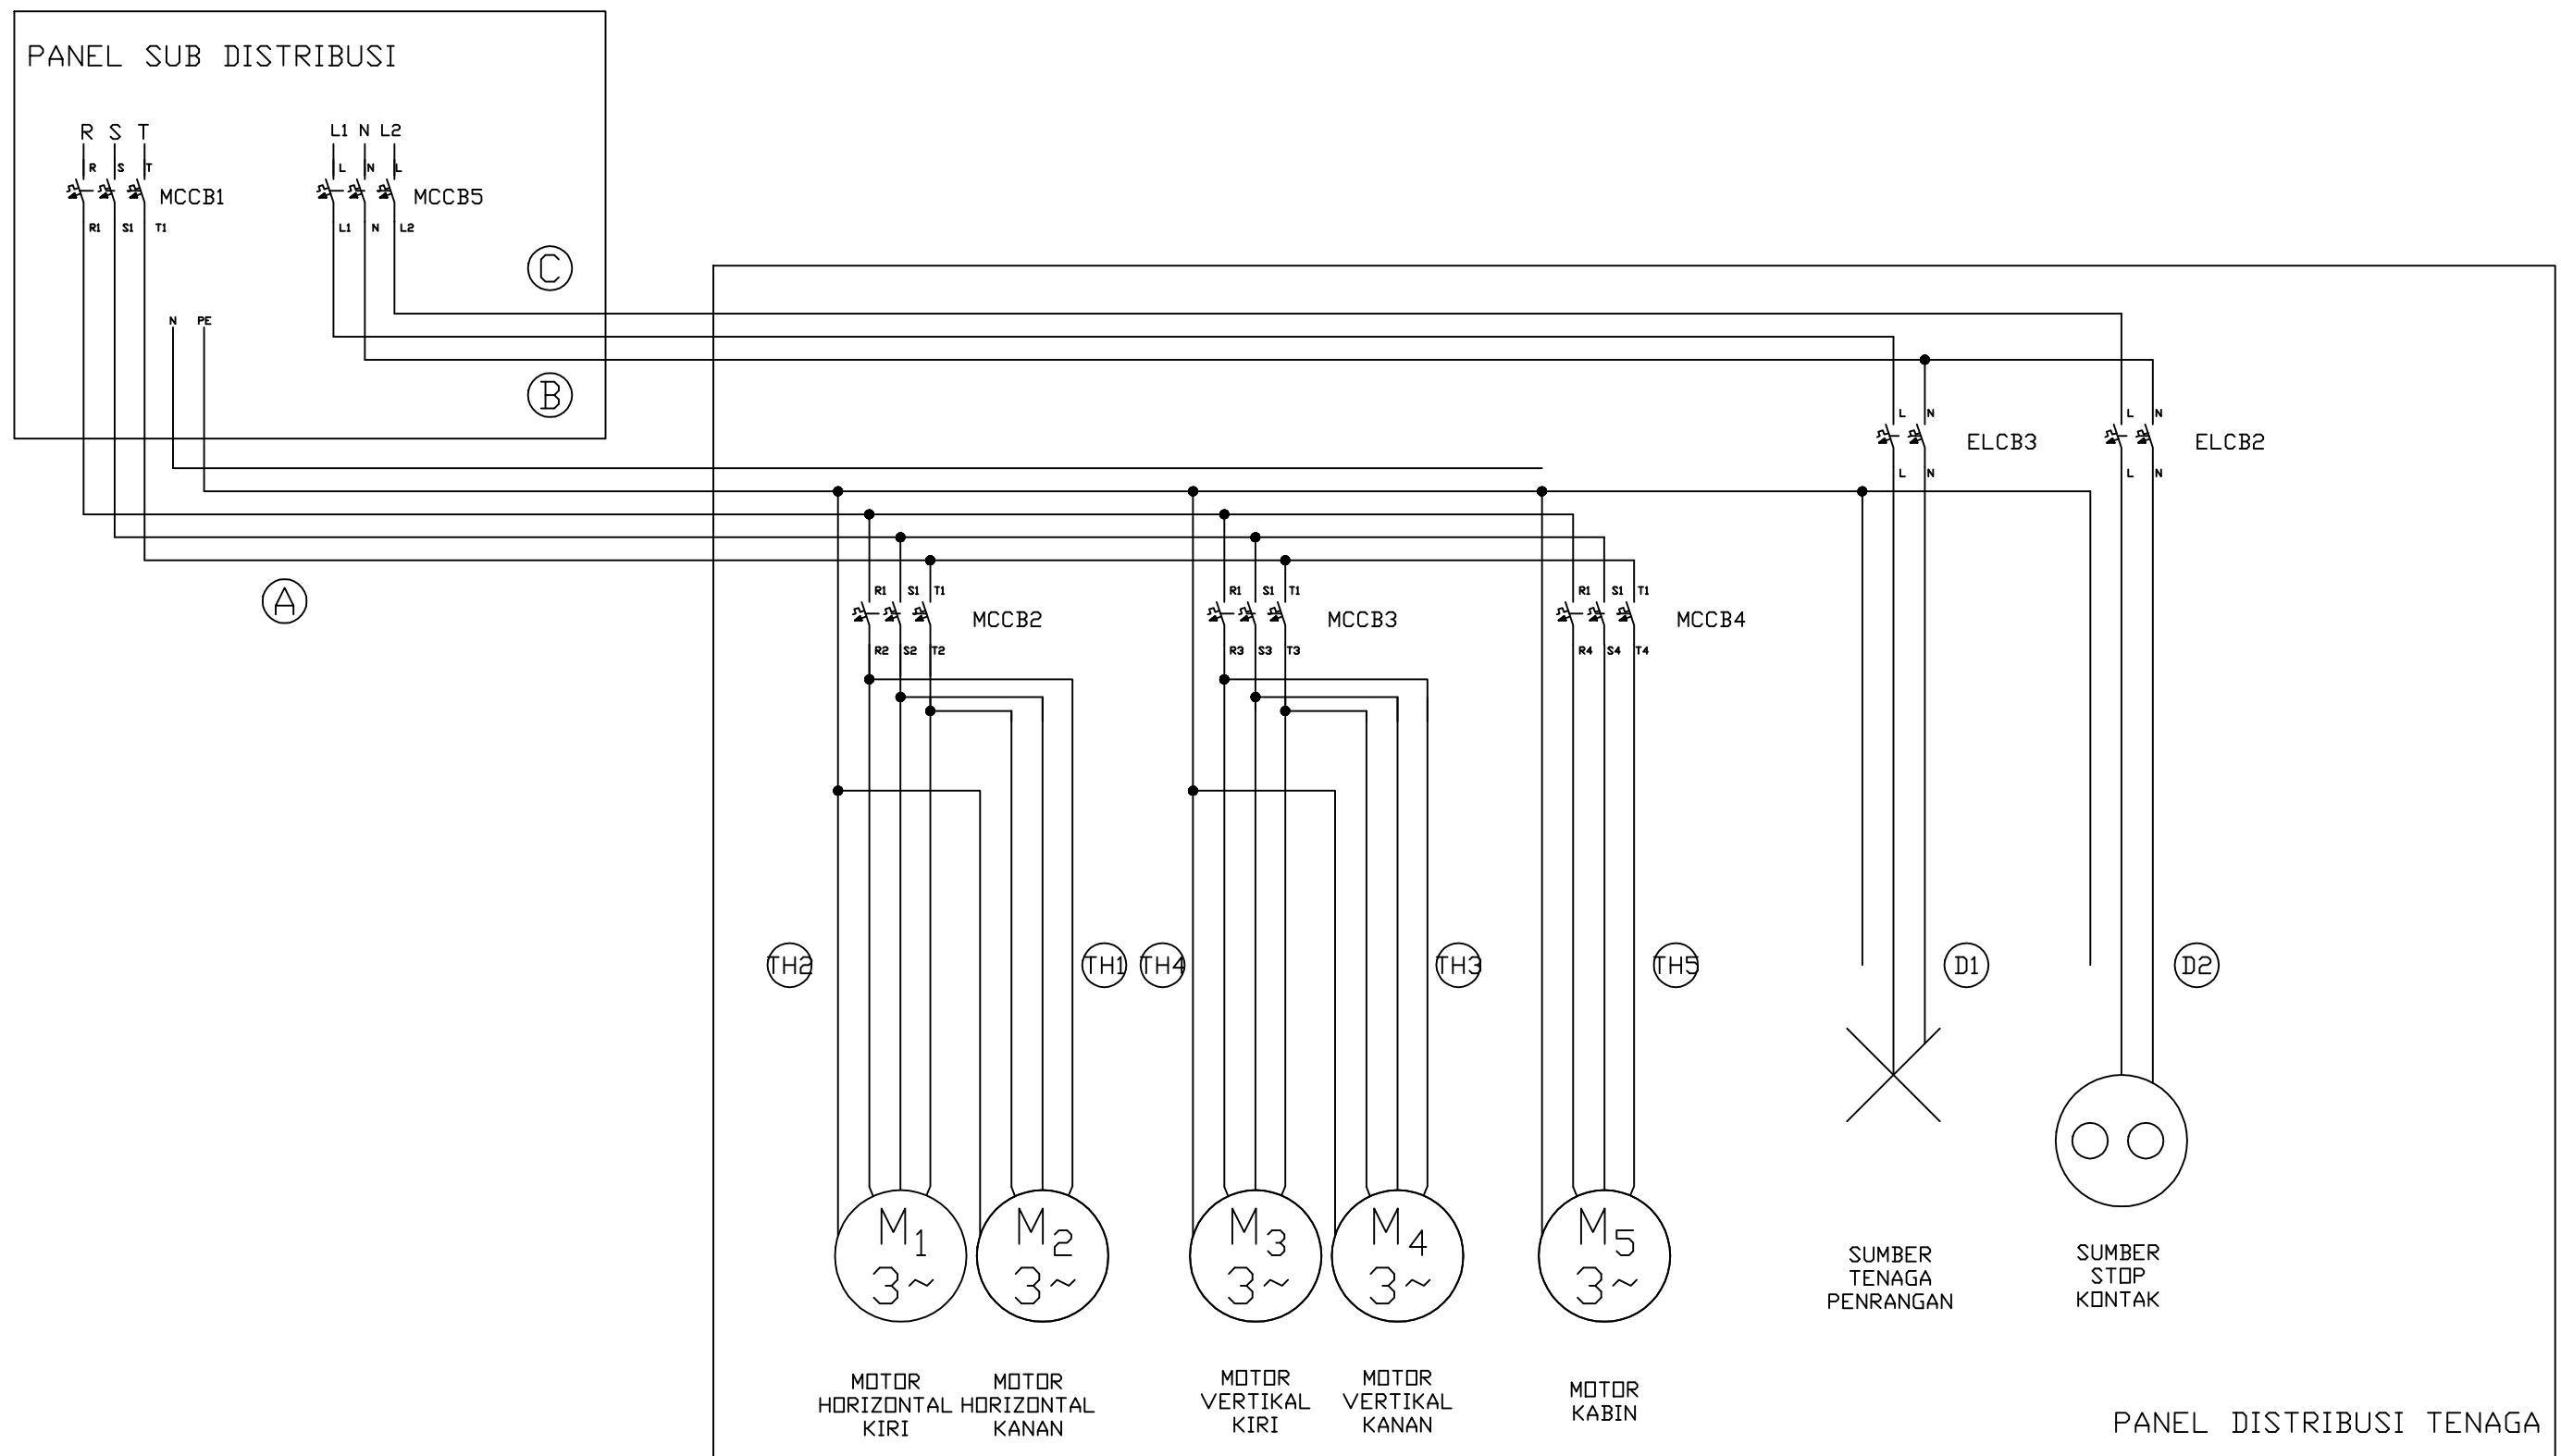 PANEL SUB DISTRIBUSI
R S T
L1 N L2
R S T
L N L
MCCB1
MCCB5
R1 S1 T1
L1 N L2
C
N PE
B
L N
L N
ELCB3
ELCB2
L N
L N
A
R1 S1 T1
R1 S1 T1
R1 S1 T1
MCCB2
MCCB3
MCCB4
R2 S2 T2
R3 S3 T3
R4 S4 T4
TH2
TH1
TH4
TH3
TH5
D1
D2
M1
3~
M2
3~
M3
3~
M4
3~
M5
3~
SUMBER
TENAGA
PENRANGAN
SUMBER
STOP
KONTAK
MOTOR
HORIZONTAL
KIRI
MOTOR
HORIZONTAL
KANAN
MOTOR
VERTIKAL
KIRI
MOTOR
VERTIKAL
KANAN
MOTOR
KABIN
PANEL DISTRIBUSI TENAGA